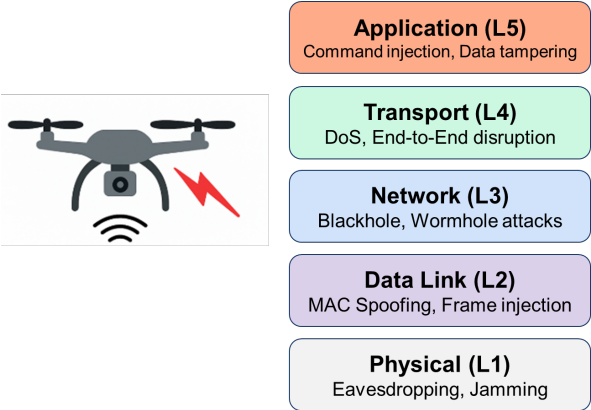 Application (L5)
Command injection, Data tampering
Transport (L4)
DoS, End-to-End disruption
Network (L3)
Blackhole, Wormhole attacks
Data Link (L2)
MAC Spoofing, Frame injection
Physical (L1)
Eavesdropping, Jamming